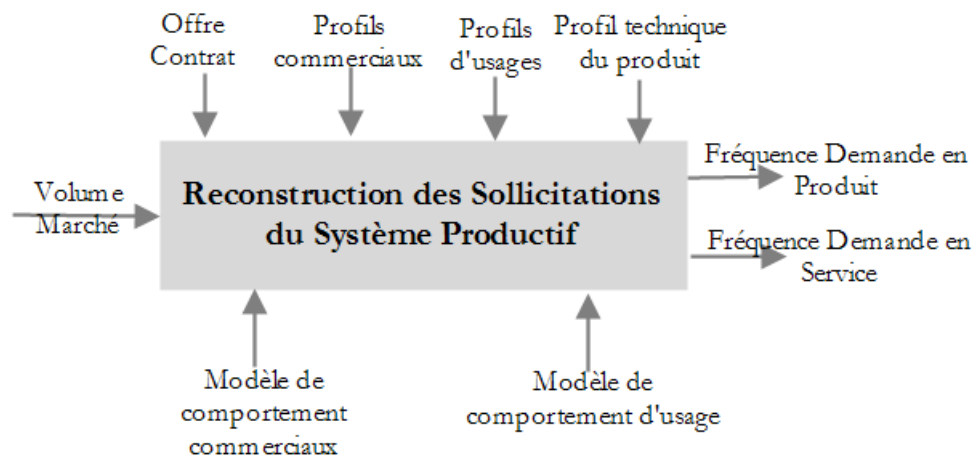 Offre
Contrat
Profils
commerciaux
Profils
d'usages
Profil technique
du produit
Volume
Marché
Reconstruction des Sollicitations
du Système Productif
Fréquence Demande en
Produit
Fréquence Demande en
Service
Modèle de
comportement
commerciaux
Modèle de
comportement d'usage